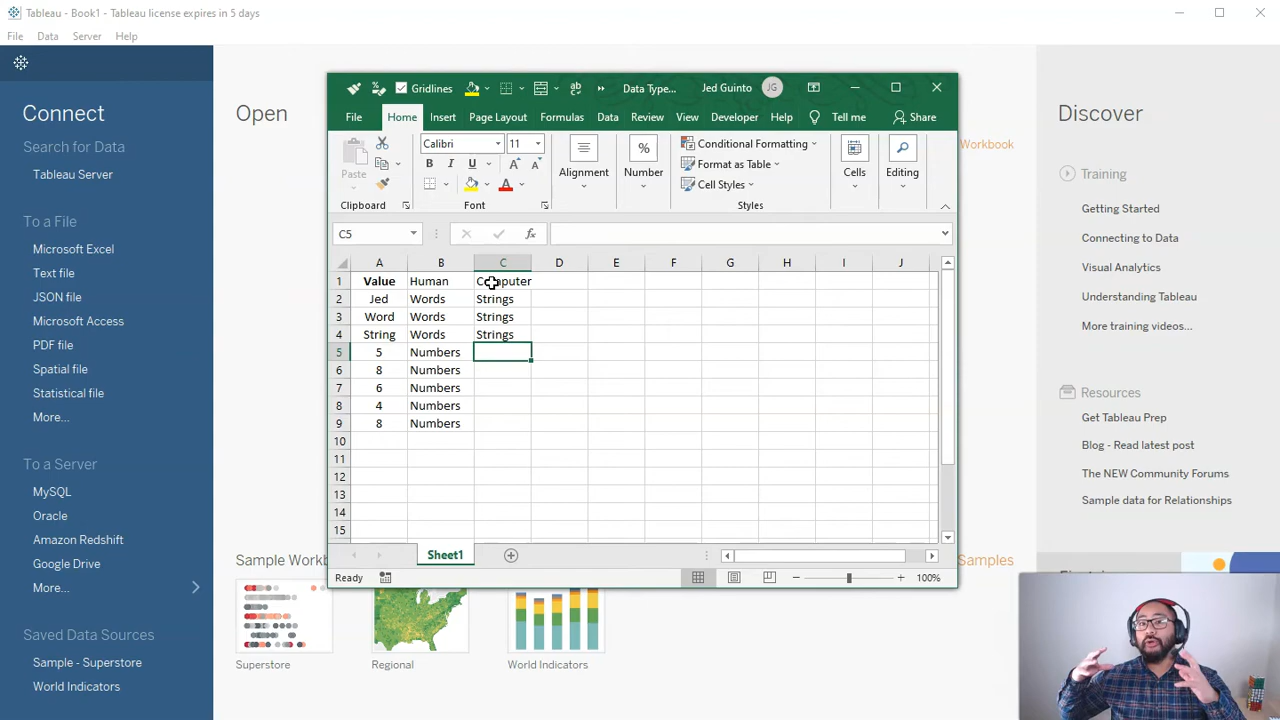 Tableau - Book1 - Tableau license expires in 5 days
File Data Server Help
Connect
Search for Data
Tableau Server
To a File
Microsoft Excel
Text file
JSON file
Microsoft Access
PDF file
Spatial file
Statistical file
More...
To a Server
MySQL
Oracle
Amazon Redshift
Google Drive
More...
Saved Data Sources
Sample - Superstore
World Indicators
Open
Workbook
Gridlines
Data Type...
Jed Guinto JG
File Home Insert Page Layout Formulas Data Review View Developer Help Tell me Share
Paste
Clipboard
Calibri 11
B I U
Font
Alignment
%
Number
Conditional Formatting
Format as Table
Cell Styles
Styles
Cells
Editing
C5 fx
A B C D E F G H I J
1 Value Human Computer
2 Jed Words Strings
3 Word Words Strings
4 String Words Strings
5 5 Numbers
6 8 Numbers
7 6 Numbers
8 4 Numbers
9 8 Numbers
10
11
12
13
14
15
Sheet1
Ready 100%
Samples
Superstore
Regional
World Indicators
Discover
Training
Getting Started
Connecting to Data
Visual Analytics
Understanding Tableau
More training videos...
Resources
Get Tableau Prep
Blog - Read latest post
The NEW Community Forums
Sample data for Relationships